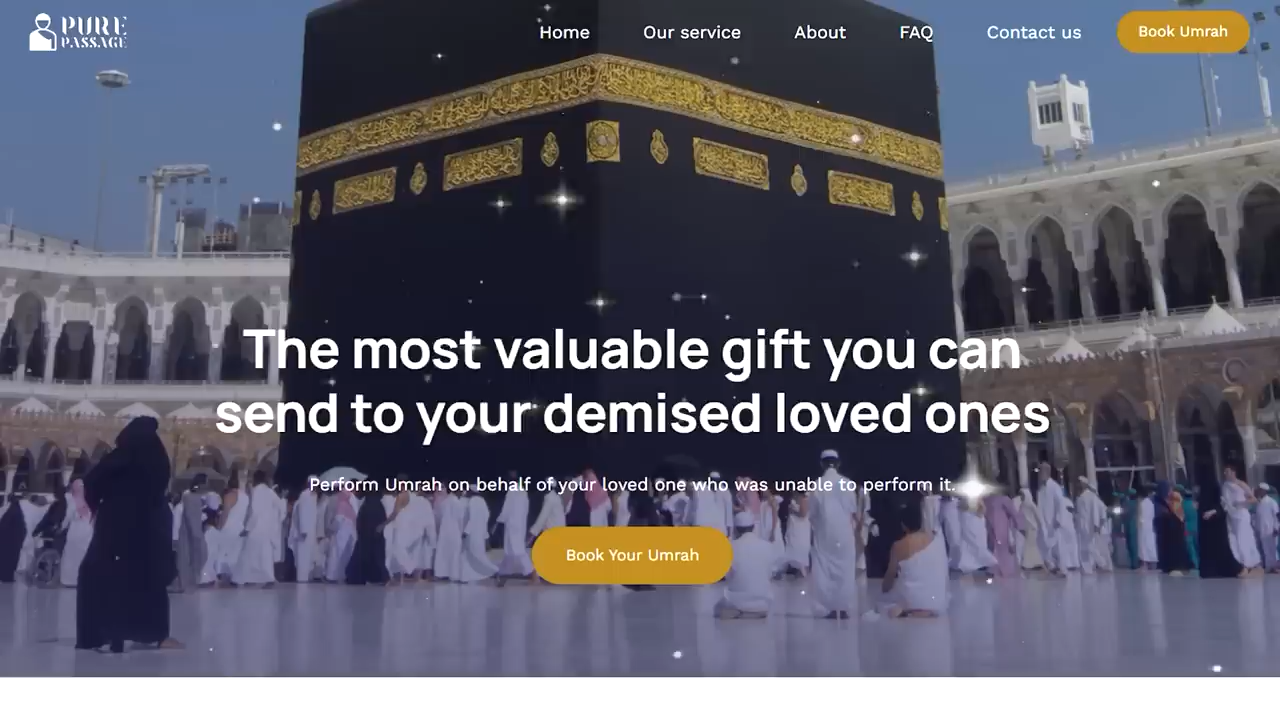 PURE
PASSAGE
Home
Our service
About
FAQ
Contact us
Book Umrah
The most valuable gift you can
send to your demised loved ones
Perform Umrah on behalf of your loved one who was unable to perform it.
Book Your Umrah